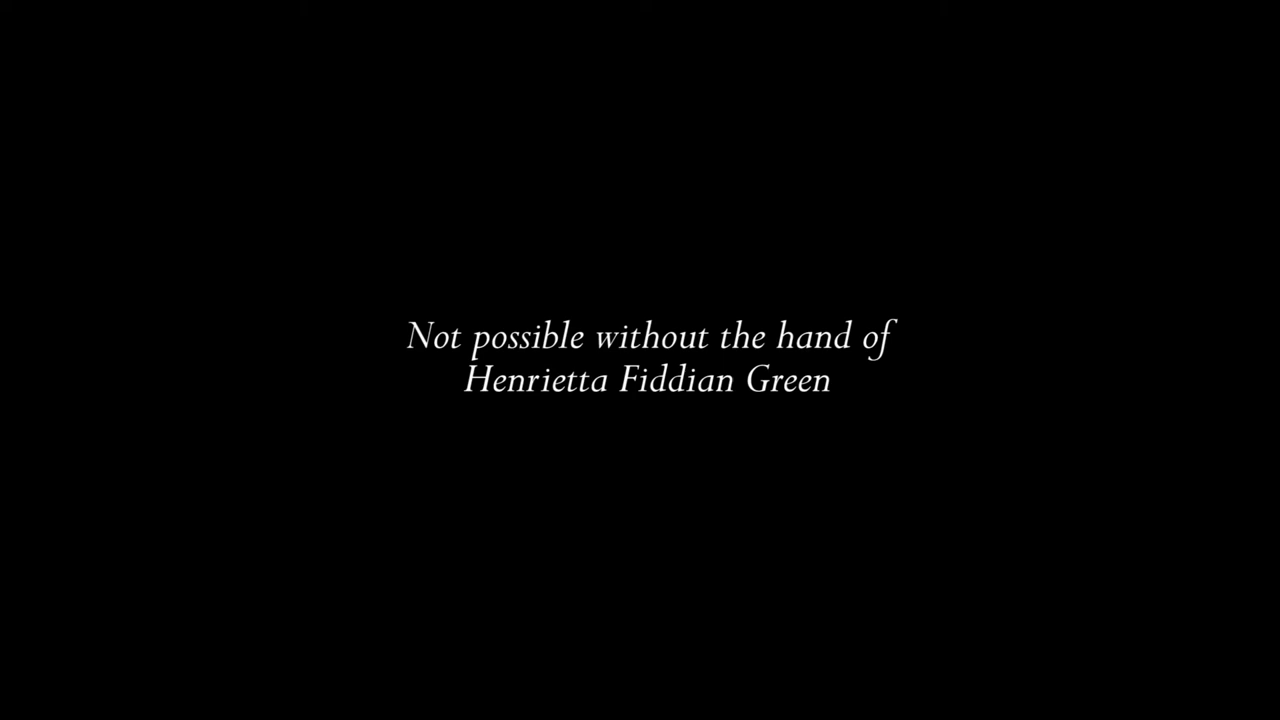 Not possible without the hand of
Henrietta Fiddian Green